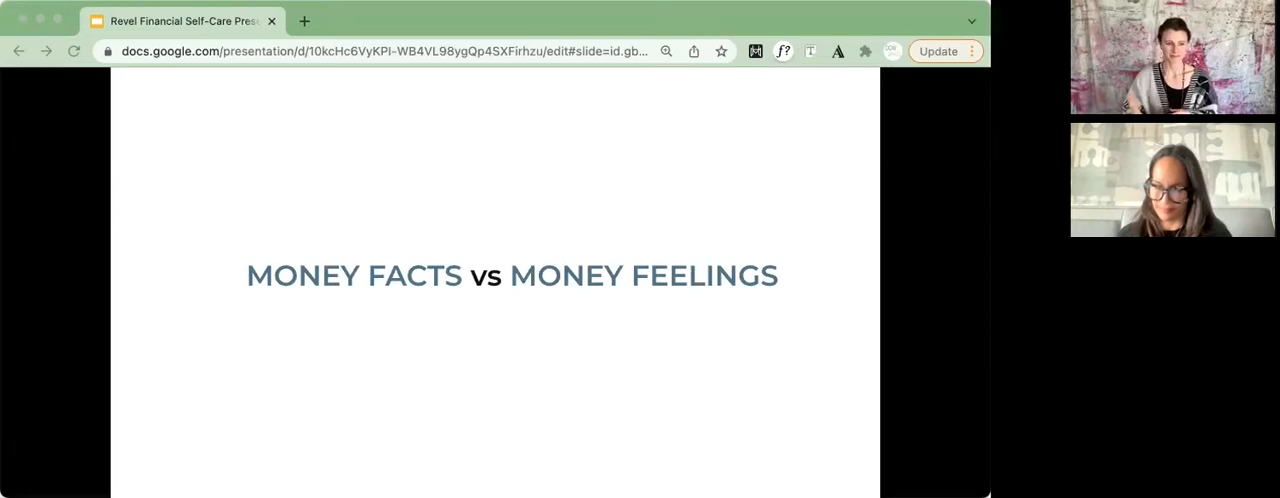 Revel Financial Self-Care Pres
docs.google.com/presentation/d/10kcHc6VyKPI-WB4VL98ygQp4SXFirhzu/edit#slide=id.gb...
f?
T
A
Update
MONEY FACTS vs MONEY FEELINGS